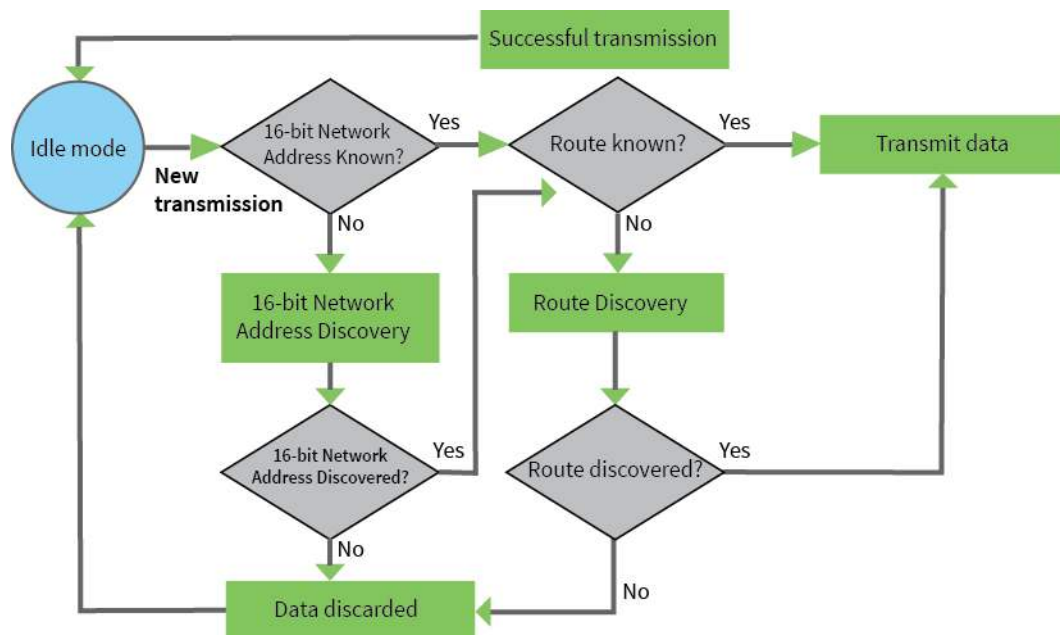 Successful transmission
Idle mode
New
transmission
16-bit Network
Address Known?
Yes
Route known?
Yes
Transmit data
No
No
16-bit Network
Address Discovery
Route Discovery
16-bit Network
Address Discovered?
Yes
Route discovered?
Yes
No
No
Data discarded